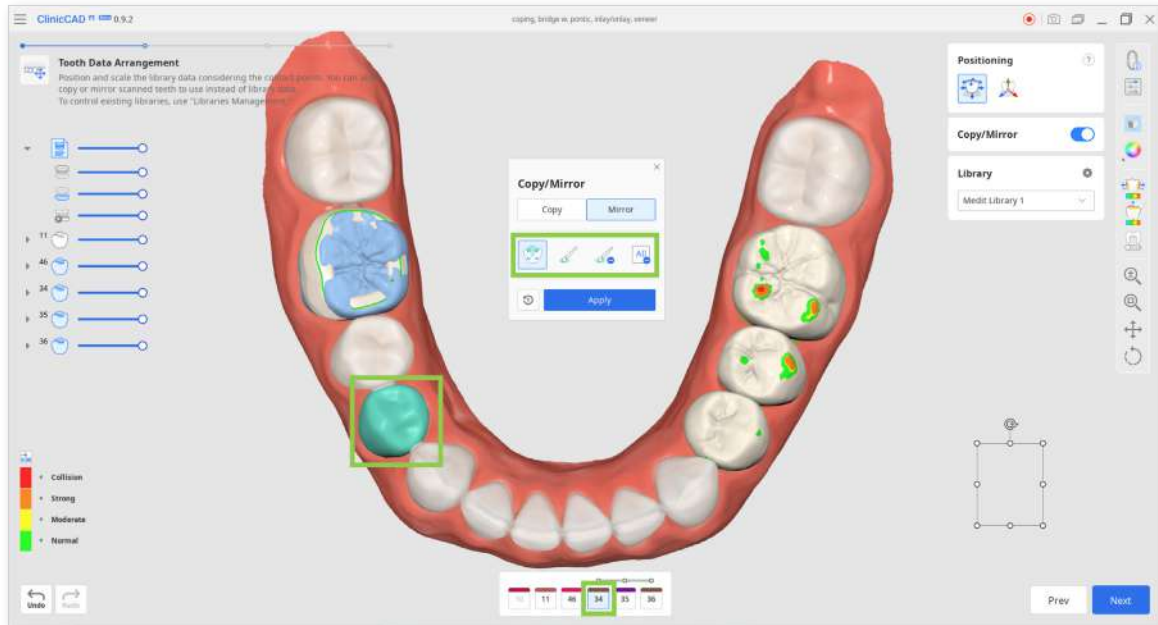 ClinicCAD
0.9.2
coping, bridge w. pontic, inlay/onlay, veneer
Tooth Data Arrangement
Position and scale the library data considering the contact points. You can also
copy or mirror scanned teeth to use instead of library data.
To control existing libraries, use "Libraries Management."
11
46
34
35
36
Collision
Strong
Moderate
Normal
Undo
Redo
Copy/Mirror
Copy
Mirror
All
Apply
11
46
34
35
36
Positioning
?
Copy/Mirror
Library
Medit Library 1
Prev
Next